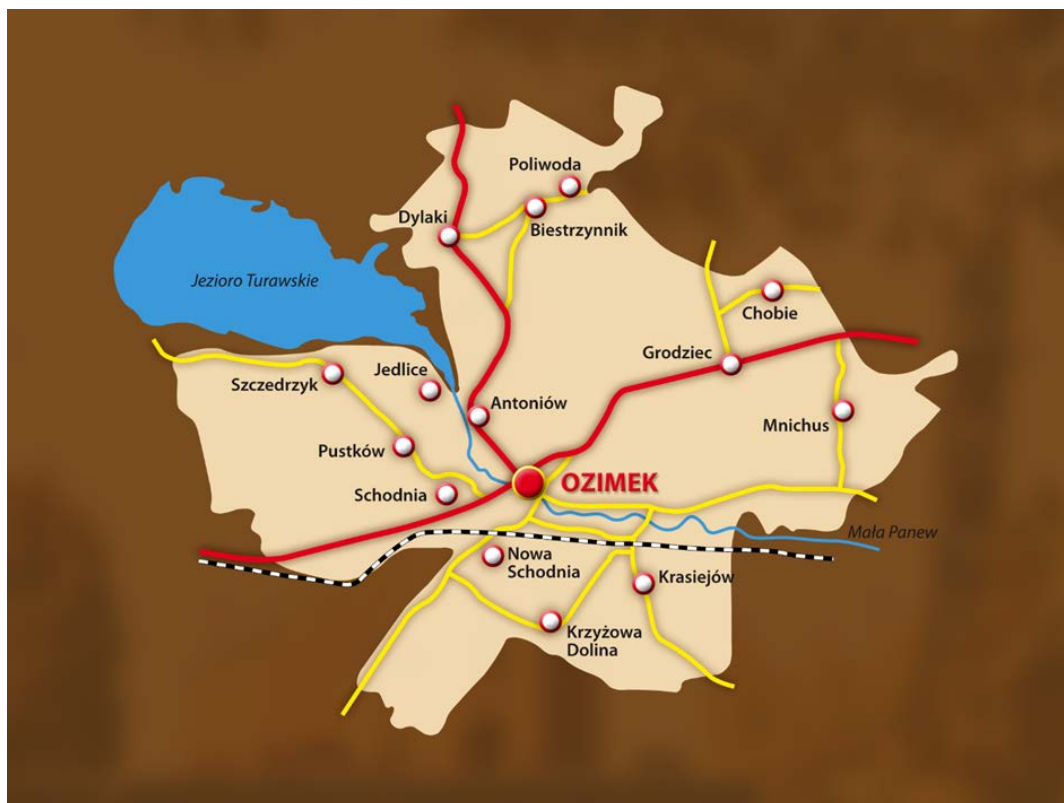 Poliwoda
Dylaki
Biestrzynnik
Jezioro Turawskie
Chobie
Grodziec
Jedlice
Szczedrzyk
Antoniów
Mnichus
Pustków
OZIMEK
Schodnia
Mała Panew
Nowa
Schodnia
Krasiejów
Krzyżowa
Dolina